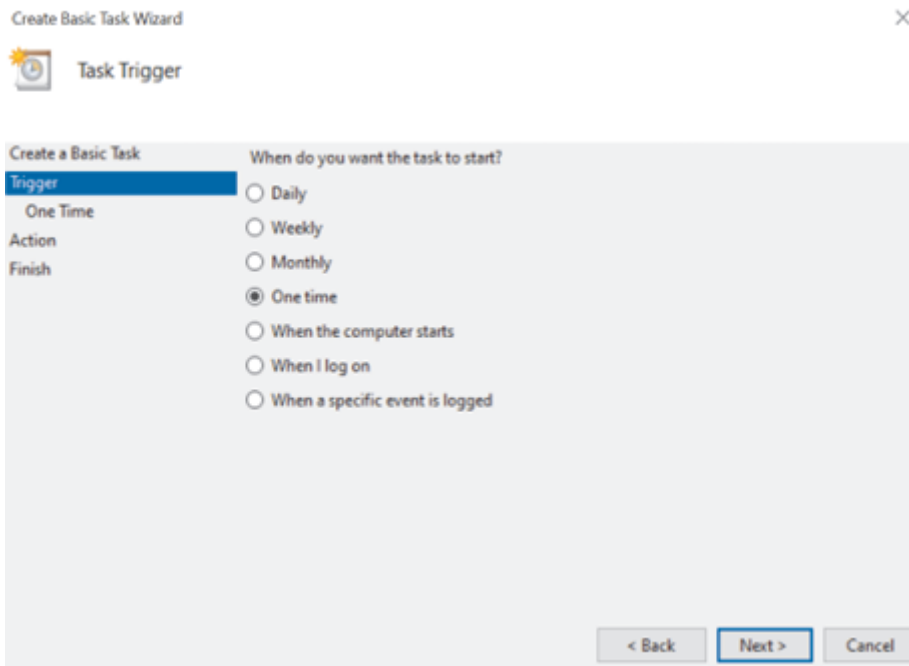 Create Basic Task Wizard
Task Trigger
Create a Basic Task
Trigger
One Time
Action
Finish
When do you want the task to start?
Daily
Weekly
Monthly
One time
When the computer starts
When I log on
When a specific event is logged
< Back Next > Cancel